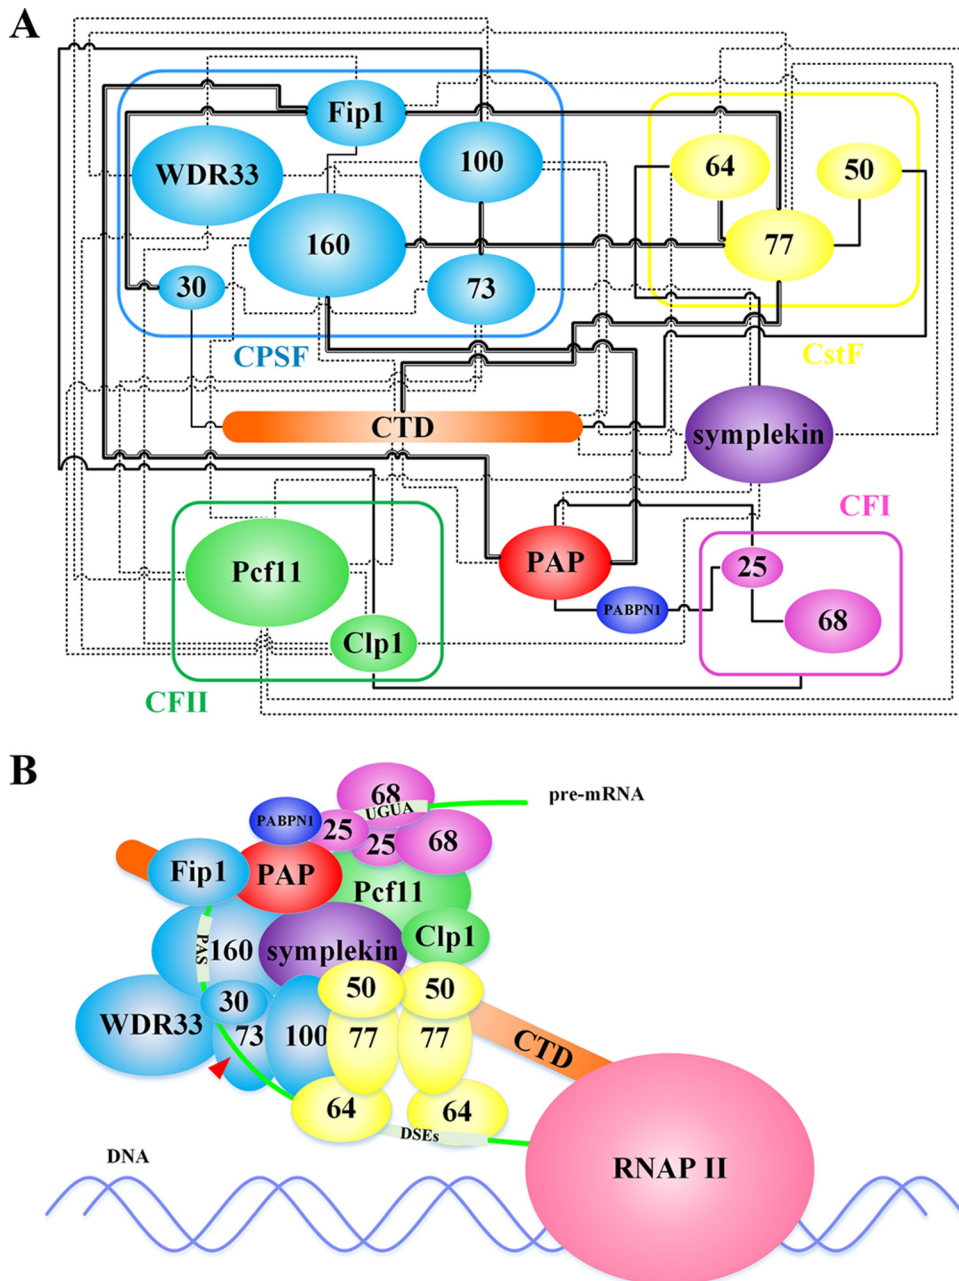 A
Fip1
WDR33
100
160
30
73
CPSF
64
50
77
CstF
CTD
symplekin
CFI
Pcf11
PAP
25
PABPN1
68
Clp1
CFII
B
68
UGUA
pre-mRNA
PABPN1
25
25
68
Fip1
PAP
Pcf11
PAS
160
symplekin
Clp1
30
50
50
WDR33
73
100
77
77
CTD
64
64
DSEs
DNA
RNAP II